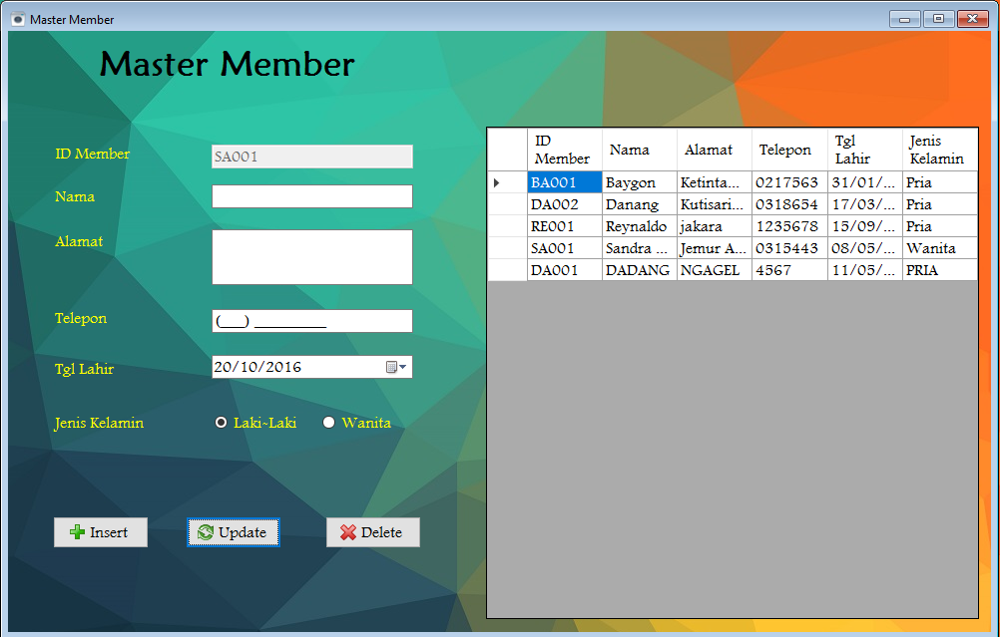 Master Member
Master Member
ID Member
SA001
Nama
Alamat
Telepon
(___) _________
Tgl Lahir
20/10/2016
Jenis Kelamin
Laki-Laki
Wanita
Insert
Update
Delete
ID Member Nama Alamat Telepon Tgl Lahir Jenis Kelamin
BA001 Baygon Ketinta... 0217563 31/01/... Pria
DA002 Danang Kutisari... 0318654 17/03/... Pria
RE001 Reynaldo jakara 1235678 15/09/... Pria
SA001 Sandra ... Jemur A... 0315443 08/05/... Wanita
DA001 DADANG NGAGEL 4567 11/05/... PRIA